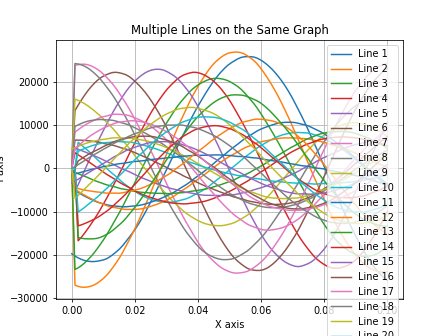 Multiple Lines on the Same Graph
20000
10000
0
−10000
−20000
−30000
0.00
0.02
0.04
0.06
X axis
Line 1
Line 2
Line 3
Line 4
Line 5
Line 6
Line 7
Line 8
Line 9
Line 10
Line 11
Line 12
Line 13
Line 14
Line 15
Line 16
Line 17
Line 18
Line 19
Line 20